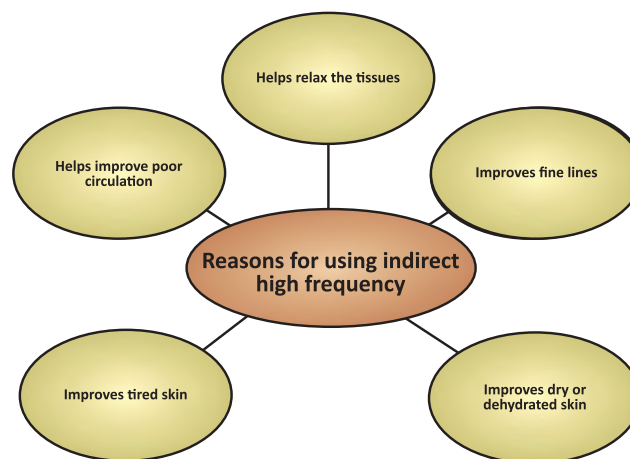 Helps relax the tissues
Helps improve poor
circulation
Improves fine lines
Reasons for using indirect
high frequency
Improves tired skin
Improves dry or
dehydrated skin